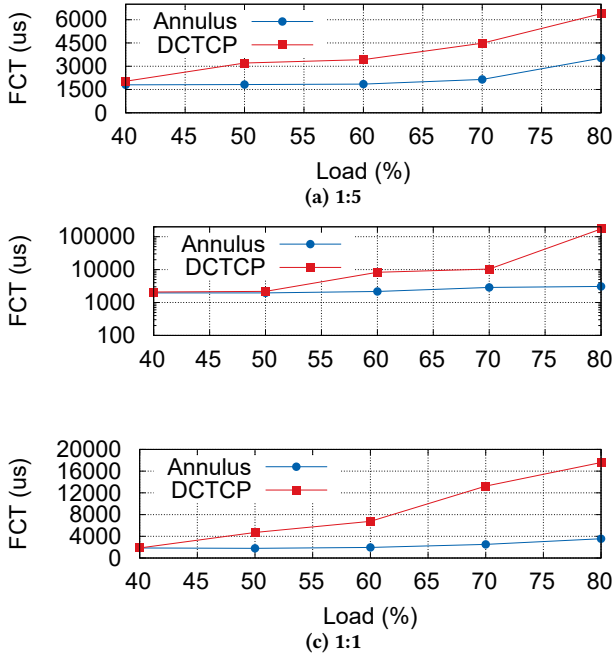 6000
4500
3000
1500
0
FCT (us)
Annulus
DCTCP
40 45 50 55 60 65 70 75 80
Load (%)
(a) 1:5
100000
10000
1000
100
FCT (us)
Annulus
DCTCP
40 45 50 55 60 65 70 75 80
20000
16000
12000
8000
4000
0
FCT (us)
Annulus
DCTCP
40 45 50 55 60 65 70 75 80
Load (%)
(c) 1:1